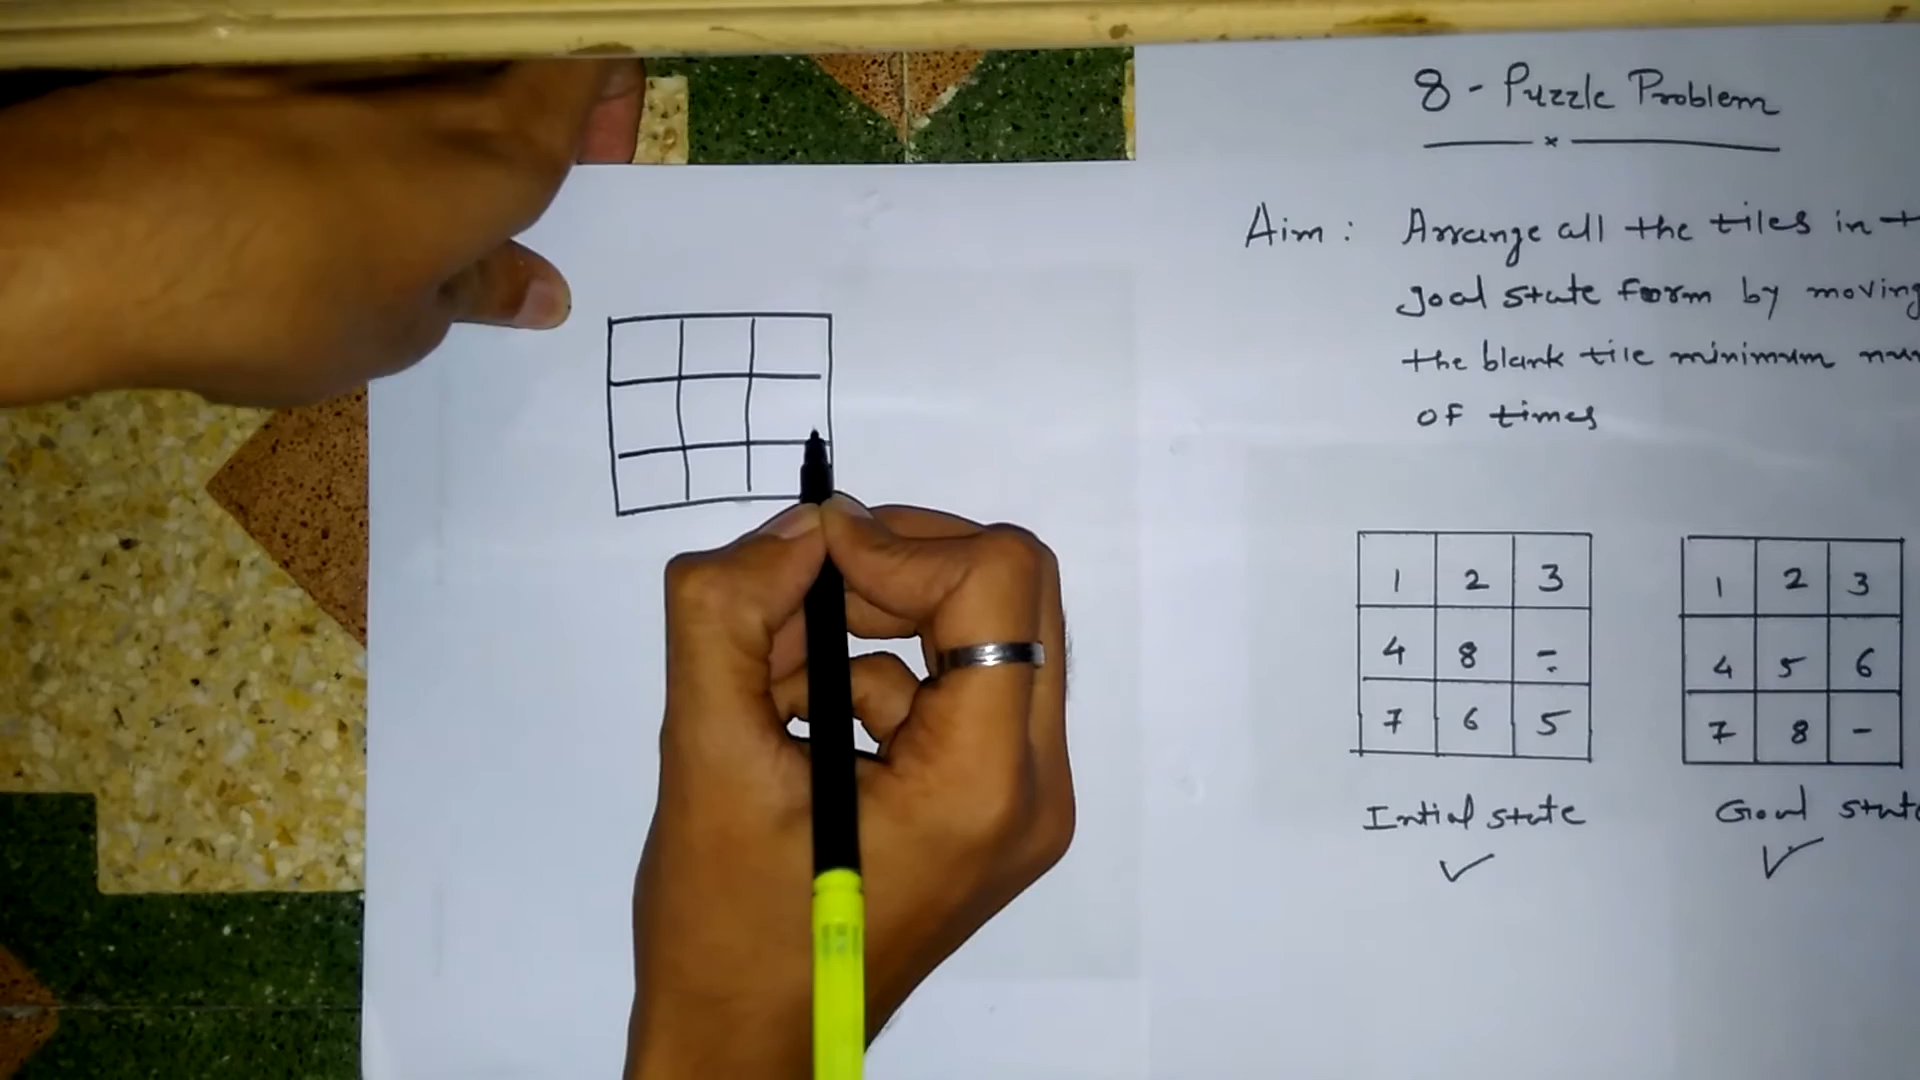 8 - Puzzle Problem
Aim : Arrange all the tiles in
goal state form by moving
the blank tile minimum
of times
1 2 3
4 8 -
7 6 5
Intial state
1 2 3
4 5 6
7 8 -
Goal